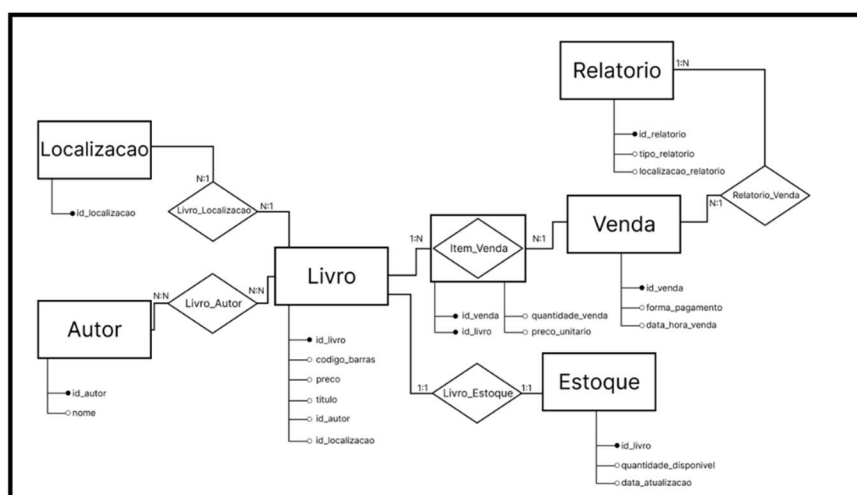 Relatorio
1:N
id_relatorio
tipo_relatorio
localizacao_relatorio
Relatorio_Venda
N:1
Localizacao
id_localizacao
N:1
Livro_Localizacao
N:1
Venda
id_venda
forma_pagamento
data_hora_venda
1:N
Item_Venda
N:1
id_venda
id_livro
quantidade_venda
preco_unitario
Livro
id_livro
codigo_barras
preco
titulo
id_autor
id_localizacao
N:N
Livro_Autor
N:N
Autor
id_autor
nome
1:1
Livro_Estoque
1:1
Estoque
id_livro
quantidade_disponivel
data_atualizacao